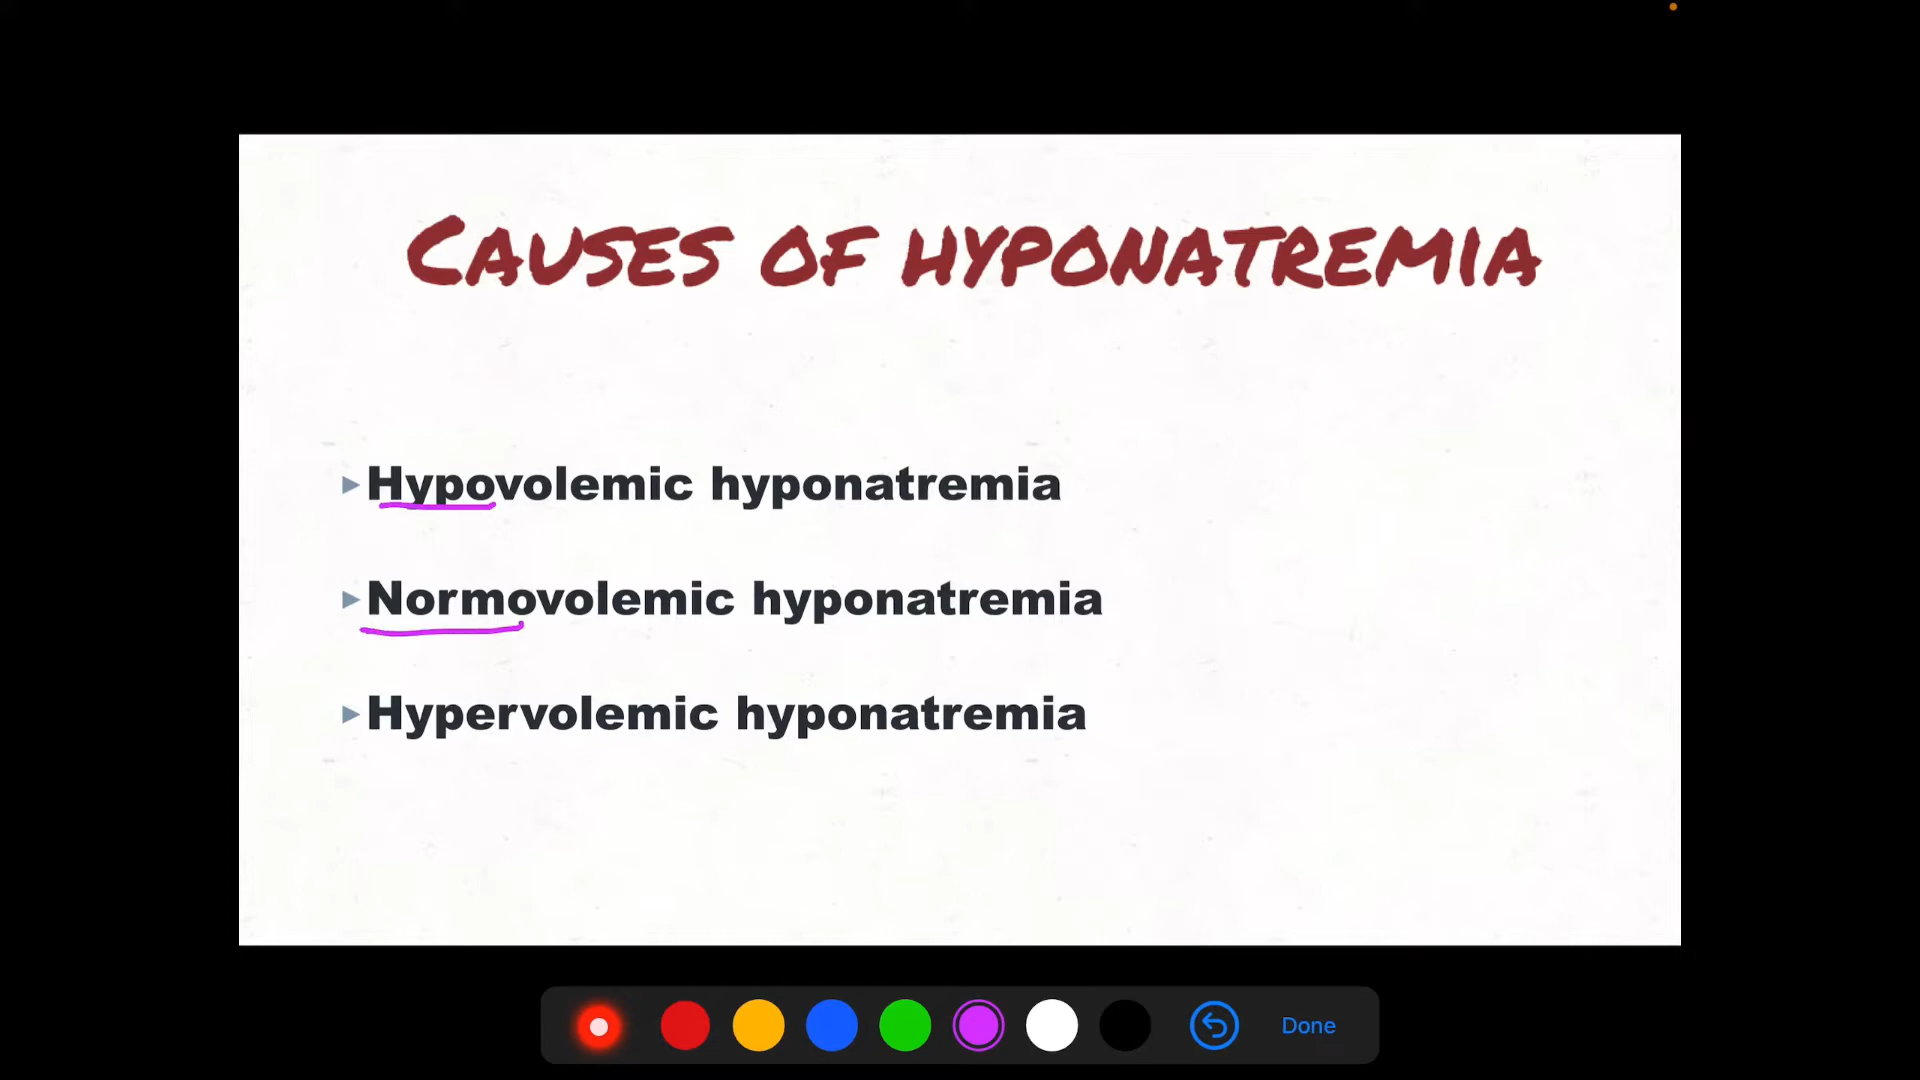 Causes of hyponatremia
Hypovolemic hyponatremia
Normovolemic hyponatremia
Hypervolemic hyponatremia
Done